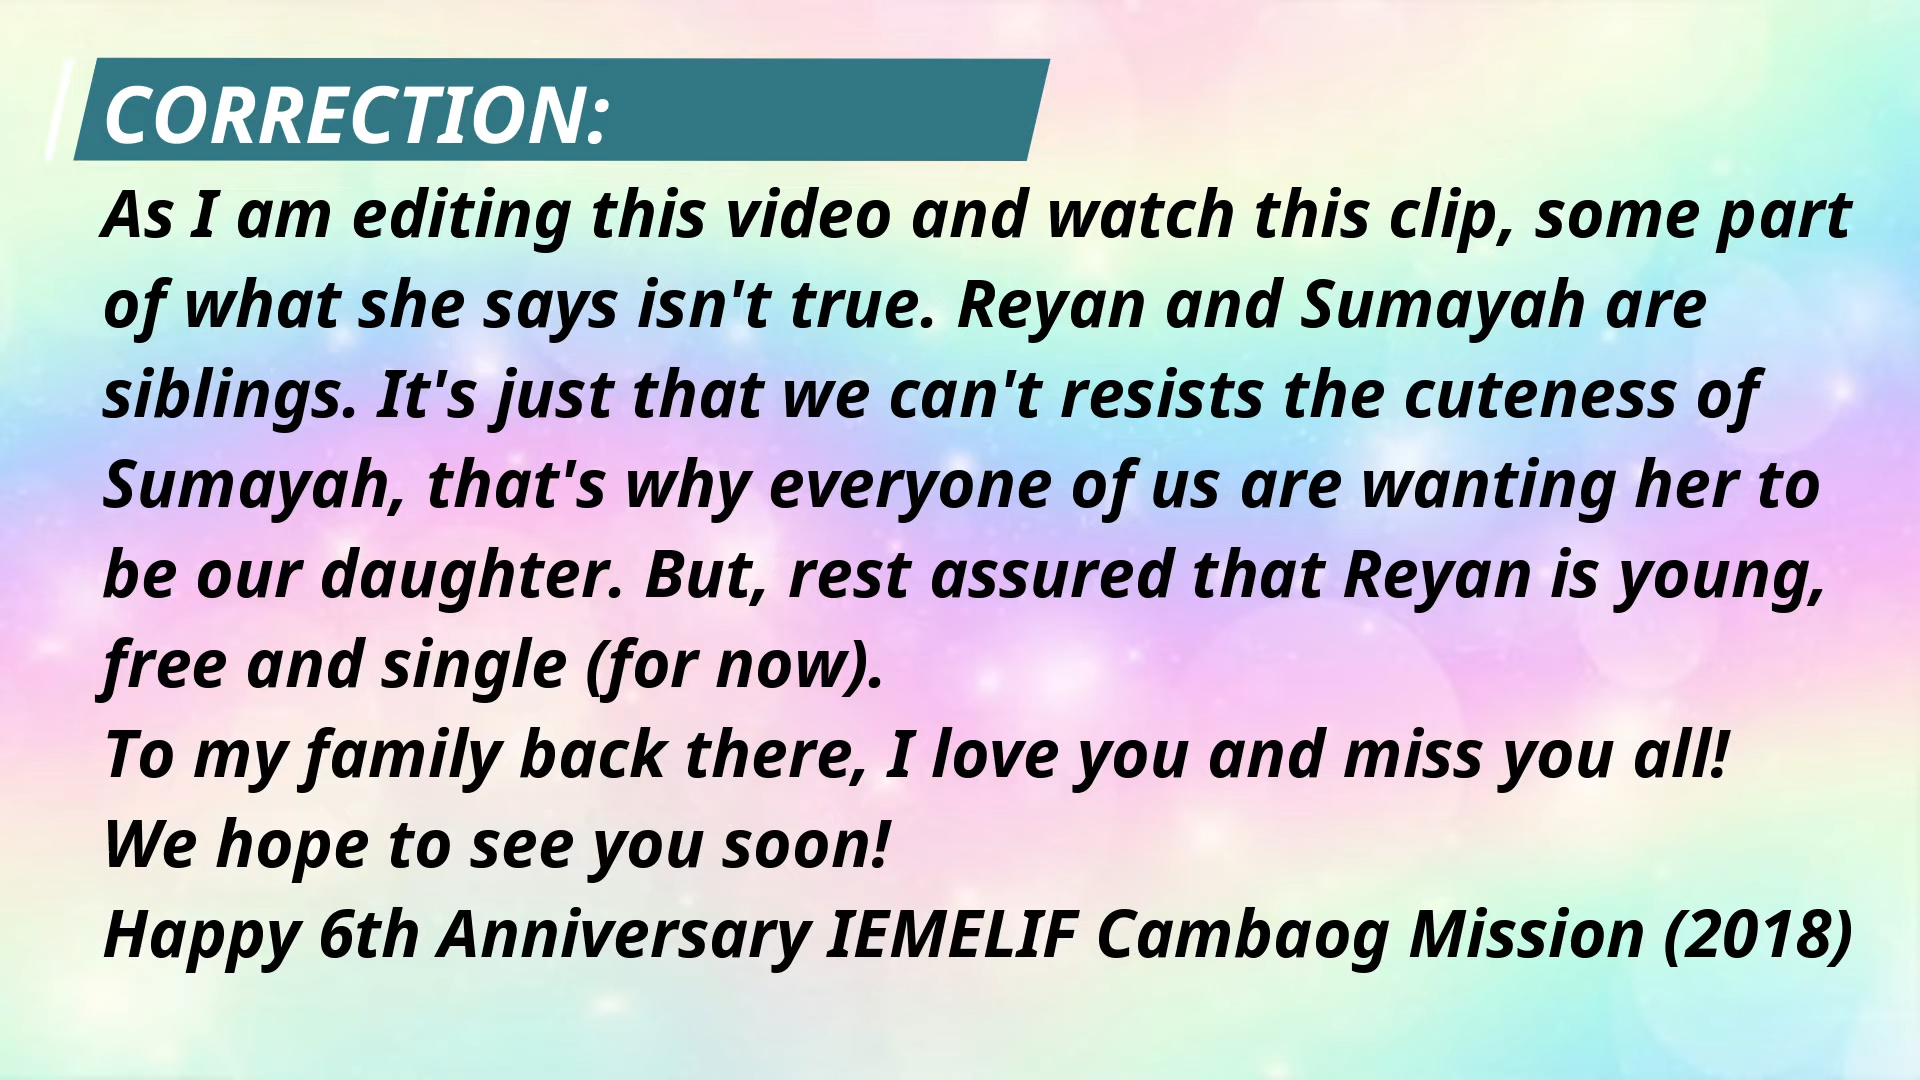 CORRECTION:
As I am editing this video and watch this clip, some part
of what she says isn't true. Reyan and Sumayah are
siblings. It's just that we can't resists the cuteness of
Sumayah, that's why everyone of us are wanting her to
be our daughter. But, rest assured that Reyan is young,
free and single (for now).
To my family back there, I love you and miss you all!
We hope to see you soon!
Happy 6th Anniversary IEMELIF Cambaog Mission (2018)